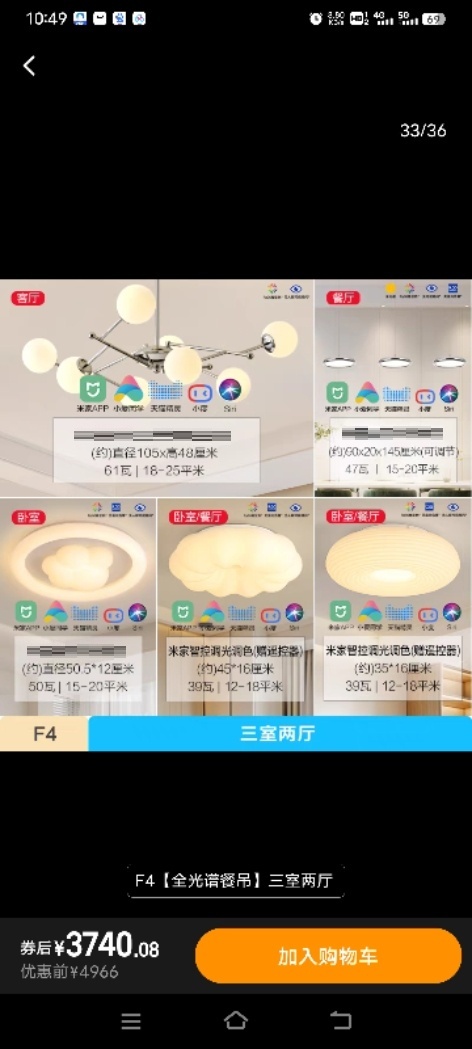 10:49
69
33/36
客厅
餐厅
米家APP 小爱同学 天猫精灵 小度 Siri
米家APP 小爱同学 天猫精灵 小度 Siri
(约)直径105x高48厘米
61瓦 | 18-25平米
(约)90x20x145厘米(可调节)
47瓦 | 15-20平米
卧室
卧室/餐厅
卧室/餐厅
米家APP 小爱同学 天猫精灵 小度 Siri
米家APP 小爱同学 天猫精灵 小度 Siri
米家APP 小爱同学 天猫精灵 小度 Siri
(约)直径50.5*12厘米
50瓦 | 15-20平米
米家智控调光调色(赠遥控器)
(约)45*16厘米
39瓦 | 12-18平米
米家智控调光调色(赠遥控器)
(约)35*16厘米
39瓦 | 12-18平米
F4
三室两厅
F4【全光谱餐吊】三室两厅
券后¥3740.08
优惠前¥4966
加入购物车